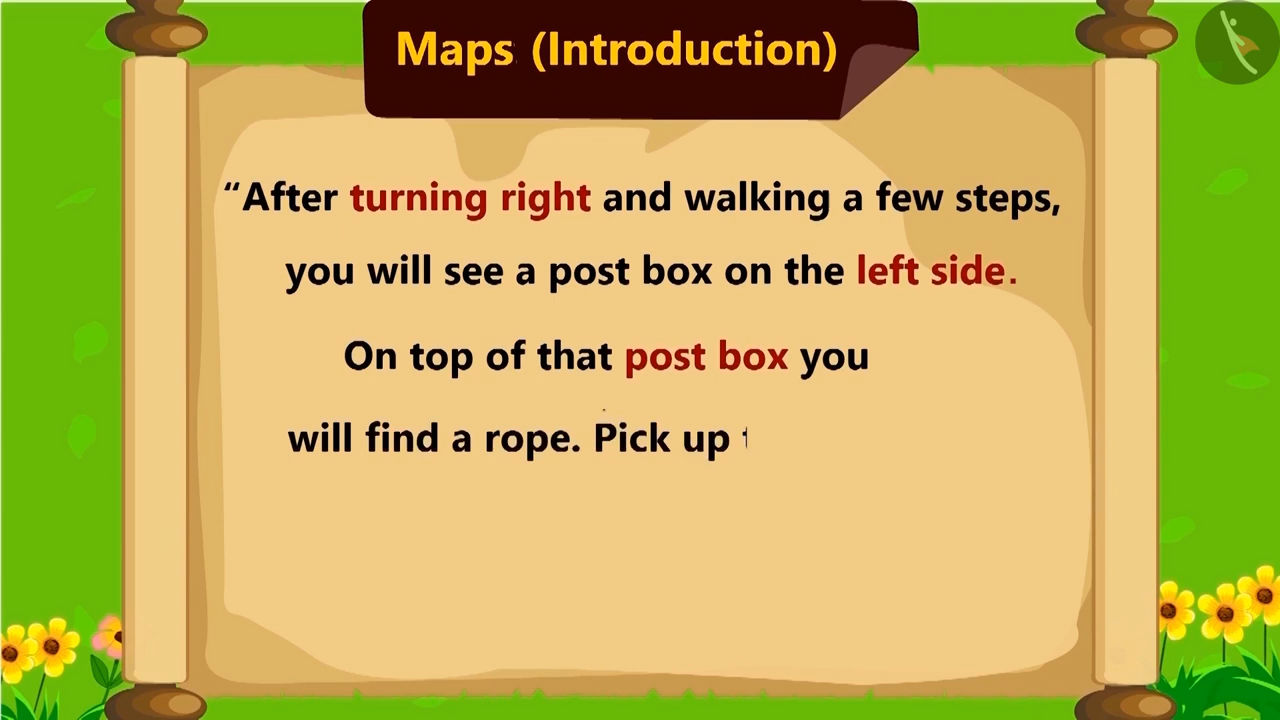 Maps (Introduction)
“After turning right and walking a few steps,
you will see a post box on the left side.
On top of that post box you
will find a rope. Pick up